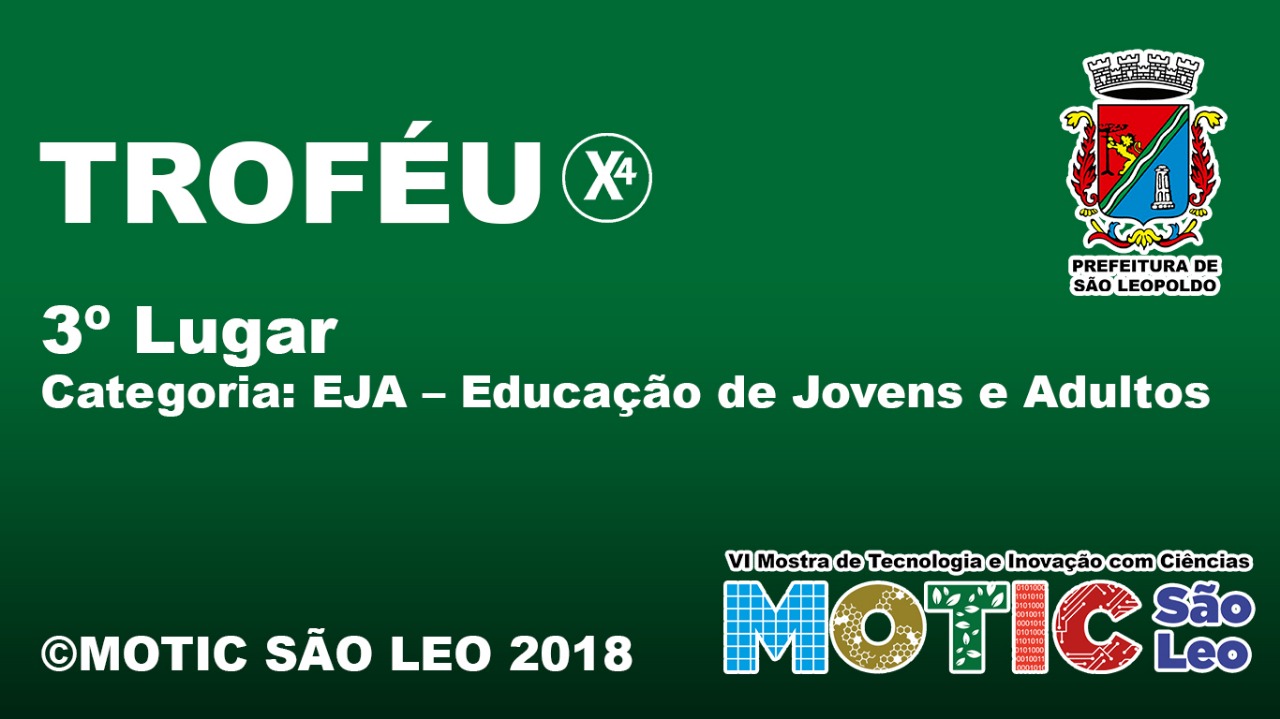 TROFÉU X4
PREFEITURA DE
SÃO LEOPOLDO
3º Lugar
Categoria: EJA – Educação de Jovens e Adultos
VI Mostra de Tecnologia e Inovação com Ciências
MOTIC São
Leo
©MOTIC SÃO LEO 2018